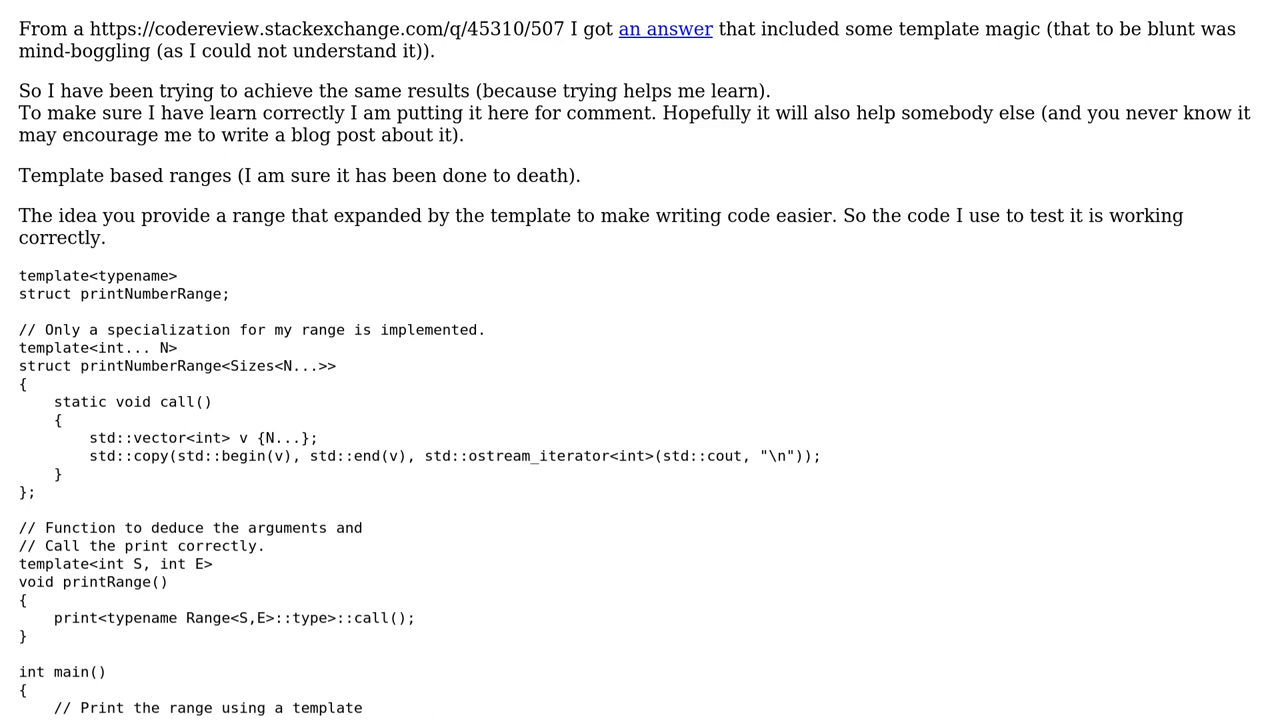 From a https://codereview.stackexchange.com/q/45310/507 I got an answer that included some template magic (that to be blunt was
mind-boggling (as I could not understand it)).
So I have been trying to achieve the same results (because trying helps me learn).
To make sure I have learn correctly I am putting it here for comment. Hopefully it will also help somebody else (and you never know it
may encourage me to write a blog post about it).
Template based ranges (I am sure it has been done to death).
The idea you provide a range that expanded by the template to make writing code easier. So the code I use to test it is working
correctly.
template<typename>
struct printNumberRange;
// Only a specialization for my range is implemented.
template<int... N>
struct printNumberRange<Sizes<N...>>
{
    static void call()
    {
        std::vector<int> v {N...};
        std::copy(std::begin(v), std::end(v), std::ostream_iterator<int>(std::cout, "\n"));
    }
};
// Function to deduce the arguments and
// Call the print correctly.
template<int S, int E>
void printRange()
{
    print<typename Range<S,E>::type>::call();
}
int main()
{
    // Print the range using a template